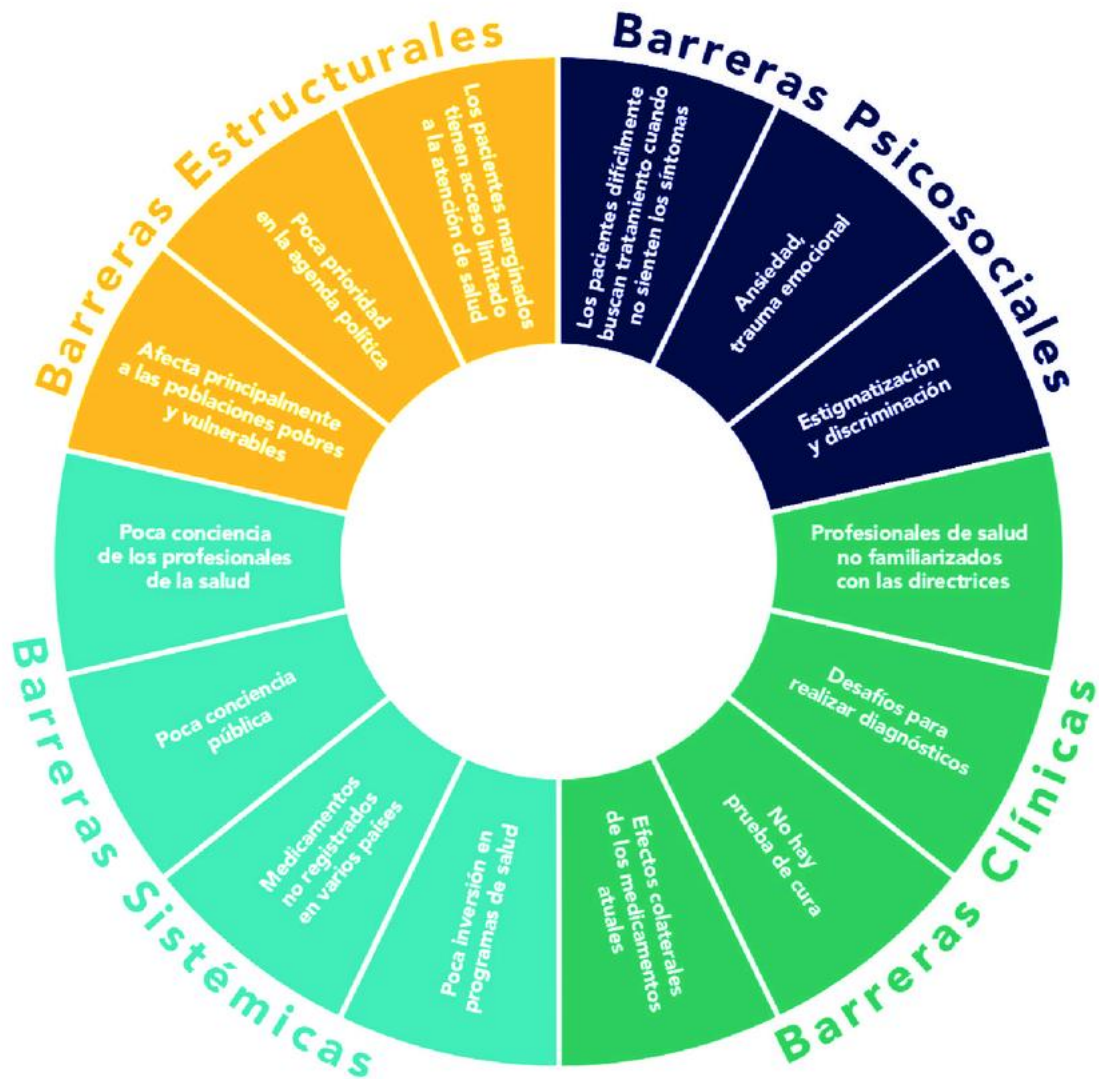 Barreras Psicosociales
Los pacientes difícilmente
buscan tratamiento cuando
no sienten los síntomas
Ansiedad,
trauma emocional
Estigmatización
y discriminación
Barreras Clínicas
Profesionales de salud
no familiarizados
con las directrices
Desafíos para
realizar diagnósticos
No hay
prueba de cura
Efectos colaterales
de los medicamentos
atuales
Barreras Sistémicas
Poca inversión en
programas de salud
Medicamentos
no registrados
en varios países
Poca conciencia
pública
Poca conciencia
de los profesionales
de la salud
Barreras Estructurales
Afecta principalmente
a las poblaciones pobres
y vulnerables
Poca prioridad
en la agenda política
Los pacientes marginados
tienen acceso limitado
a la atención de salud